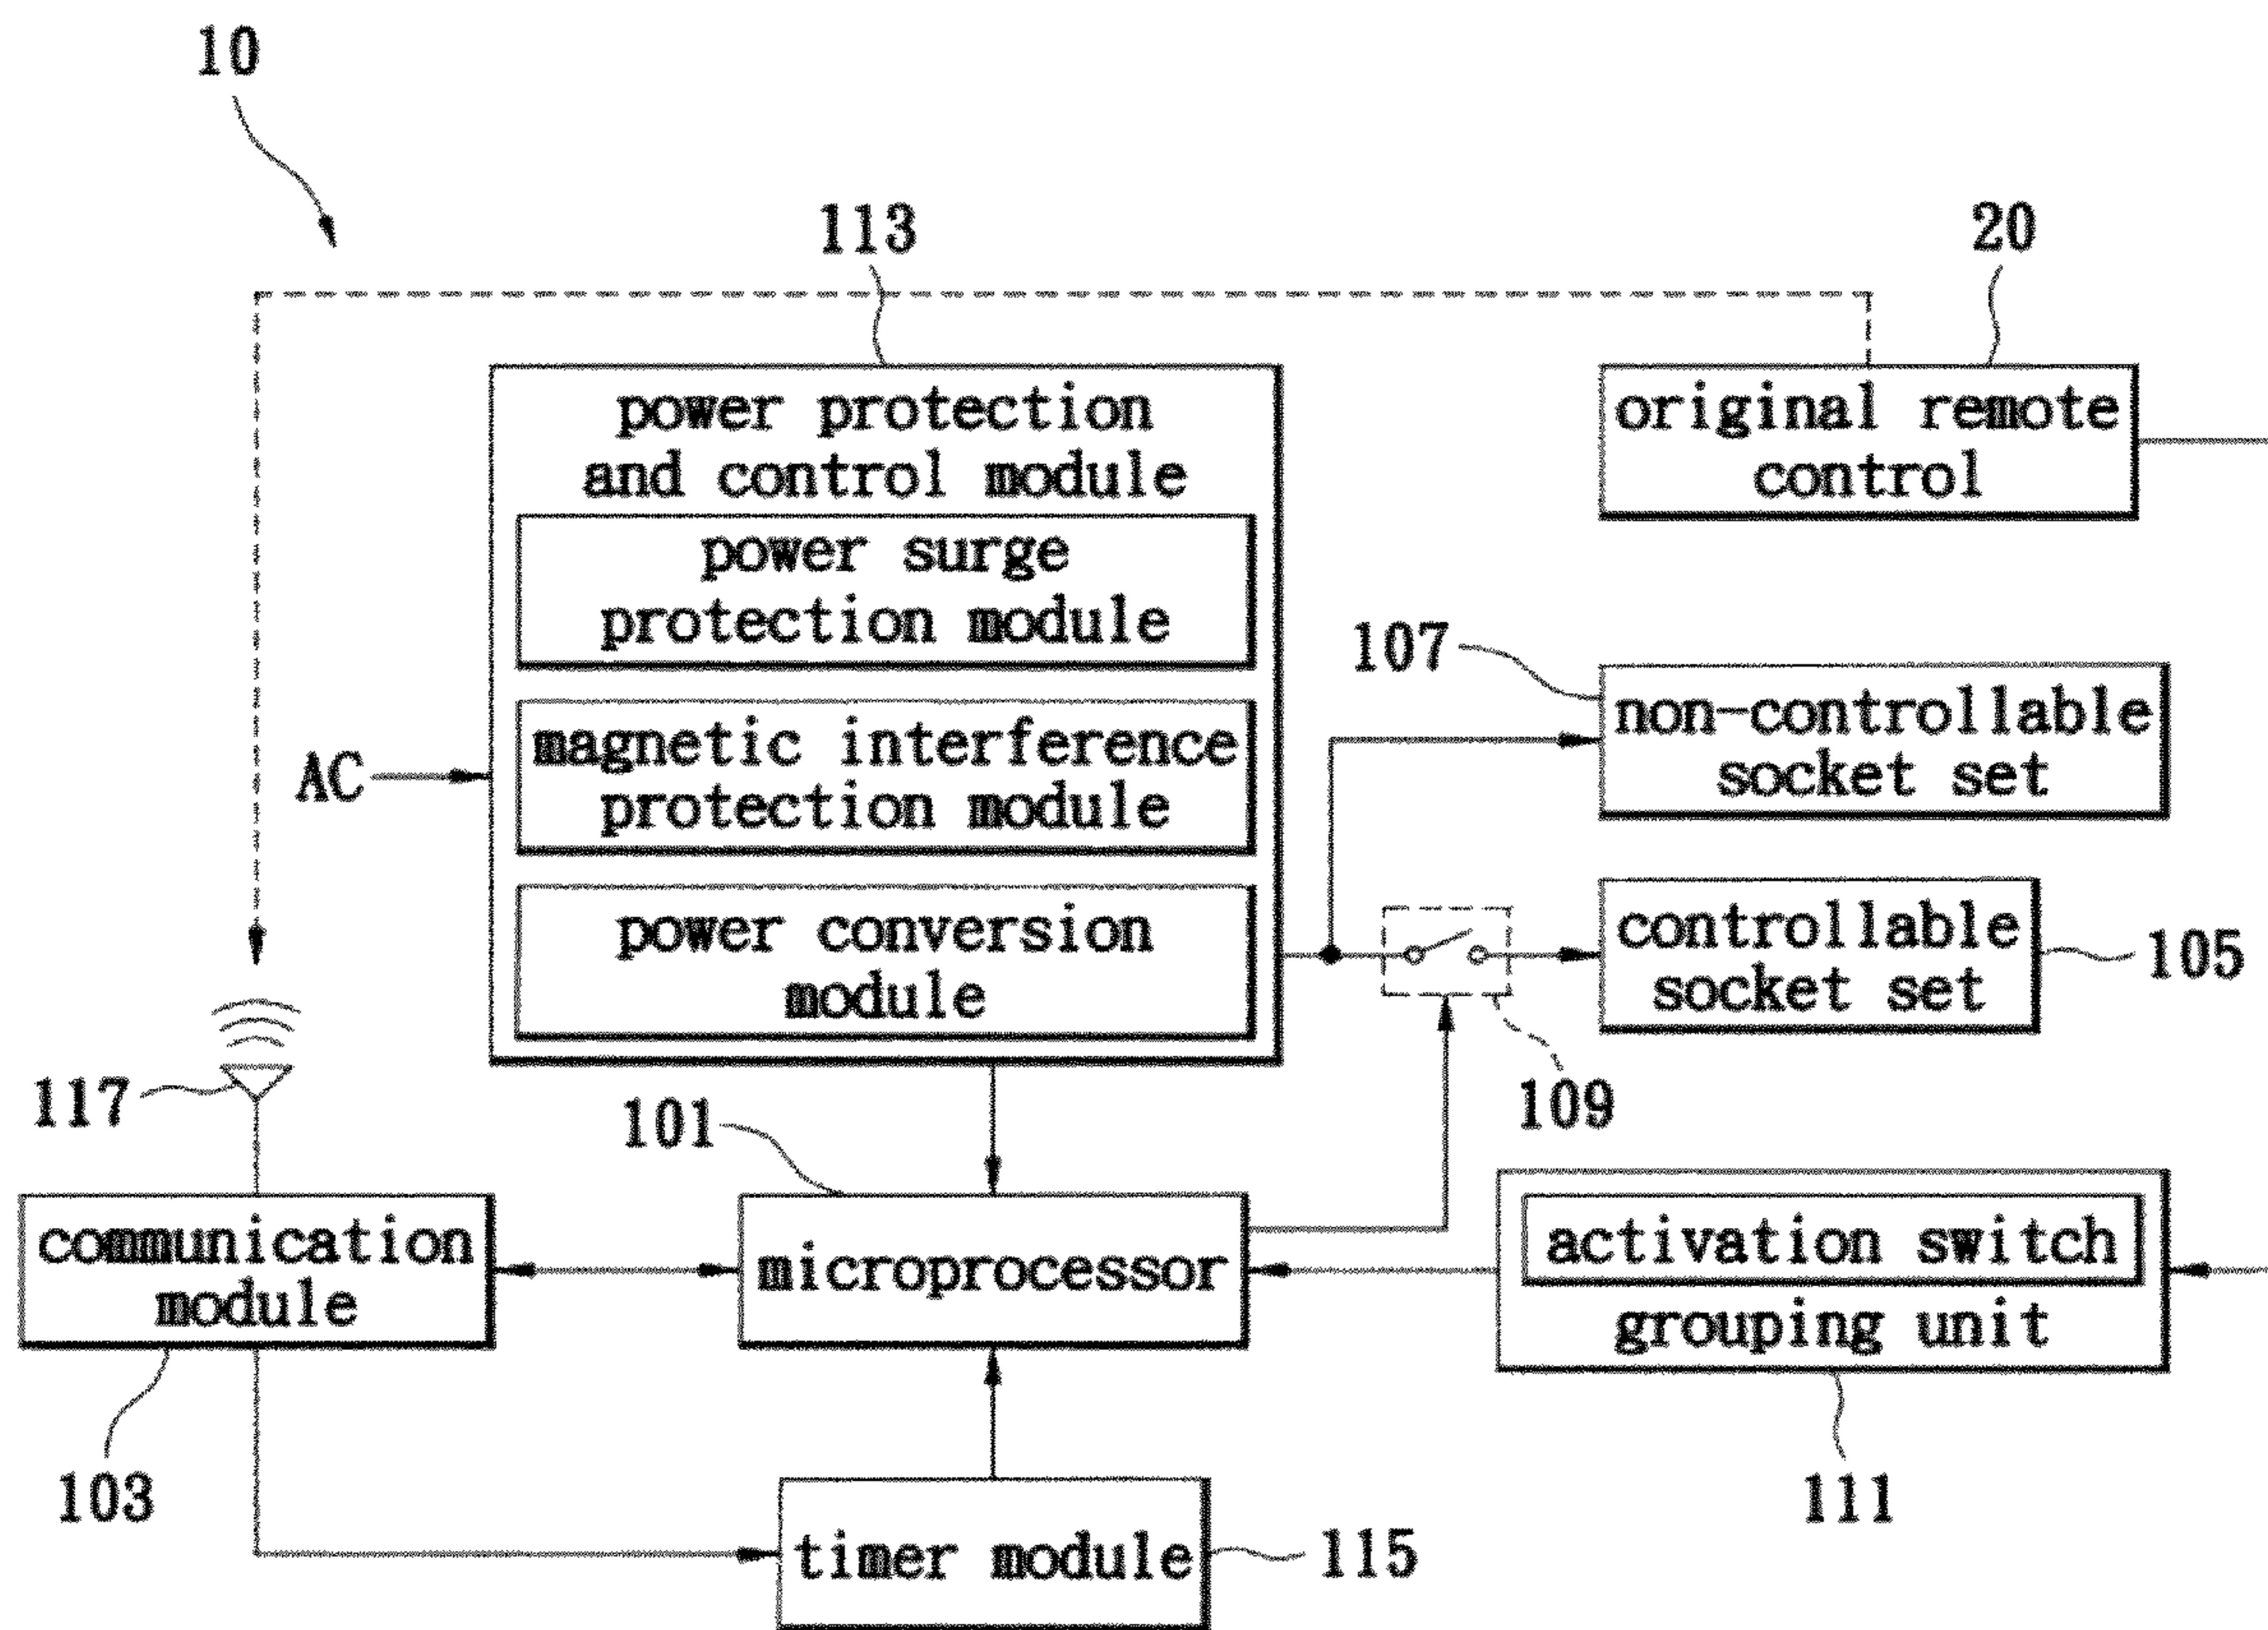 10
113
20
power protection
and control module
original remote
control
power surge
protection module
107
non-controllable
socket set
magnetic interference
protection module
AC
power conversion
module
controllable
socket set
105
117
101
109
communication
module
microprocessor
activation switch
grouping unit
103
111
timer module
115